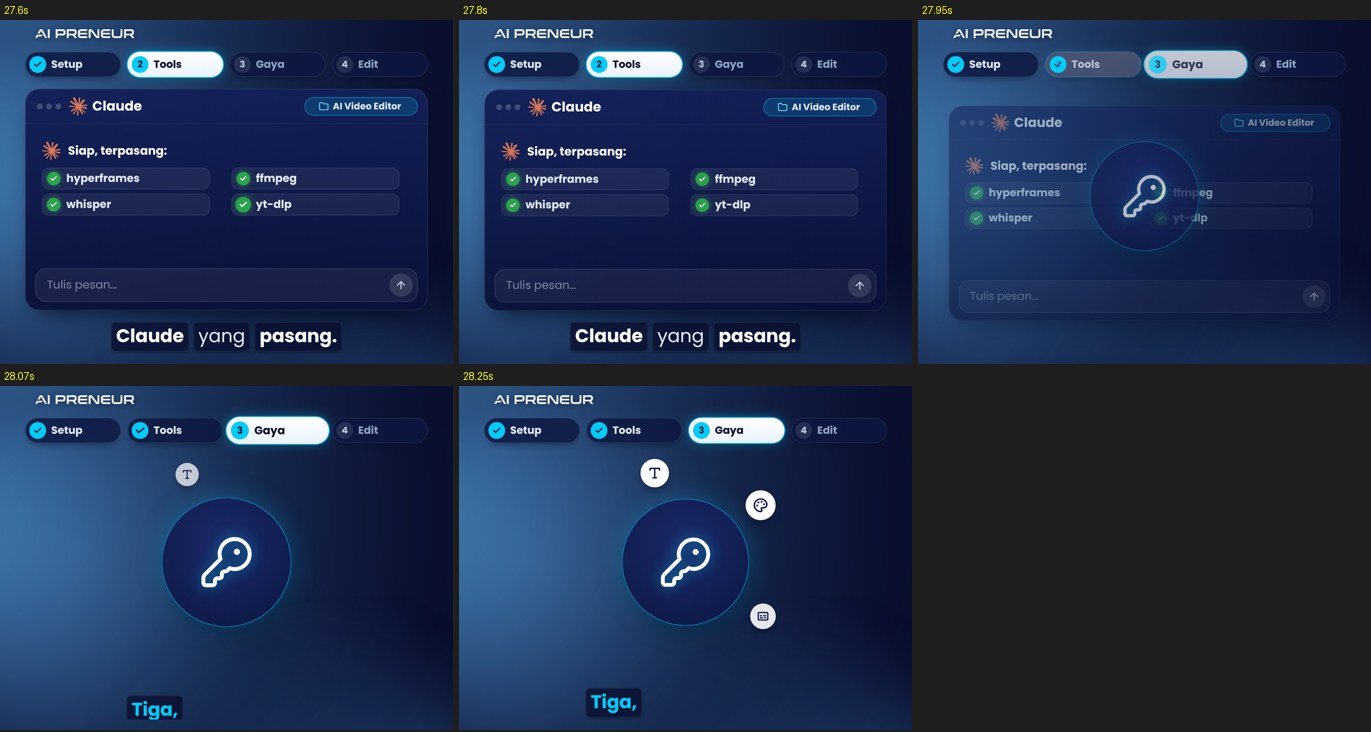 27.6s
AI PRENEUR
Setup
2 Tools
3 Gaya
4 Edit
Claude
AI Video Editor
Siap, terpasang:
hyperframes
ffmpeg
whisper
yt-dlp
Tulis pesan...
Claude yang pasang.
27.8s
AI PRENEUR
Setup
2 Tools
3 Gaya
4 Edit
Claude
AI Video Editor
Siap, terpasang:
hyperframes
ffmpeg
whisper
yt-dlp
Tulis pesan...
Claude yang pasang.
27.95s
AI PRENEUR
Setup
Tools
3 Gaya
4 Edit
Claude
AI Video Editor
Siap, terpasang:
hyperframes
ffmpeg
whisper
yt-dlp
Tulis pesan...
28.07s
AI PRENEUR
Setup
Tools
3 Gaya
4 Edit
T
Tiga,
28.25s
AI PRENEUR
Setup
Tools
3 Gaya
4 Edit
T
Tiga,